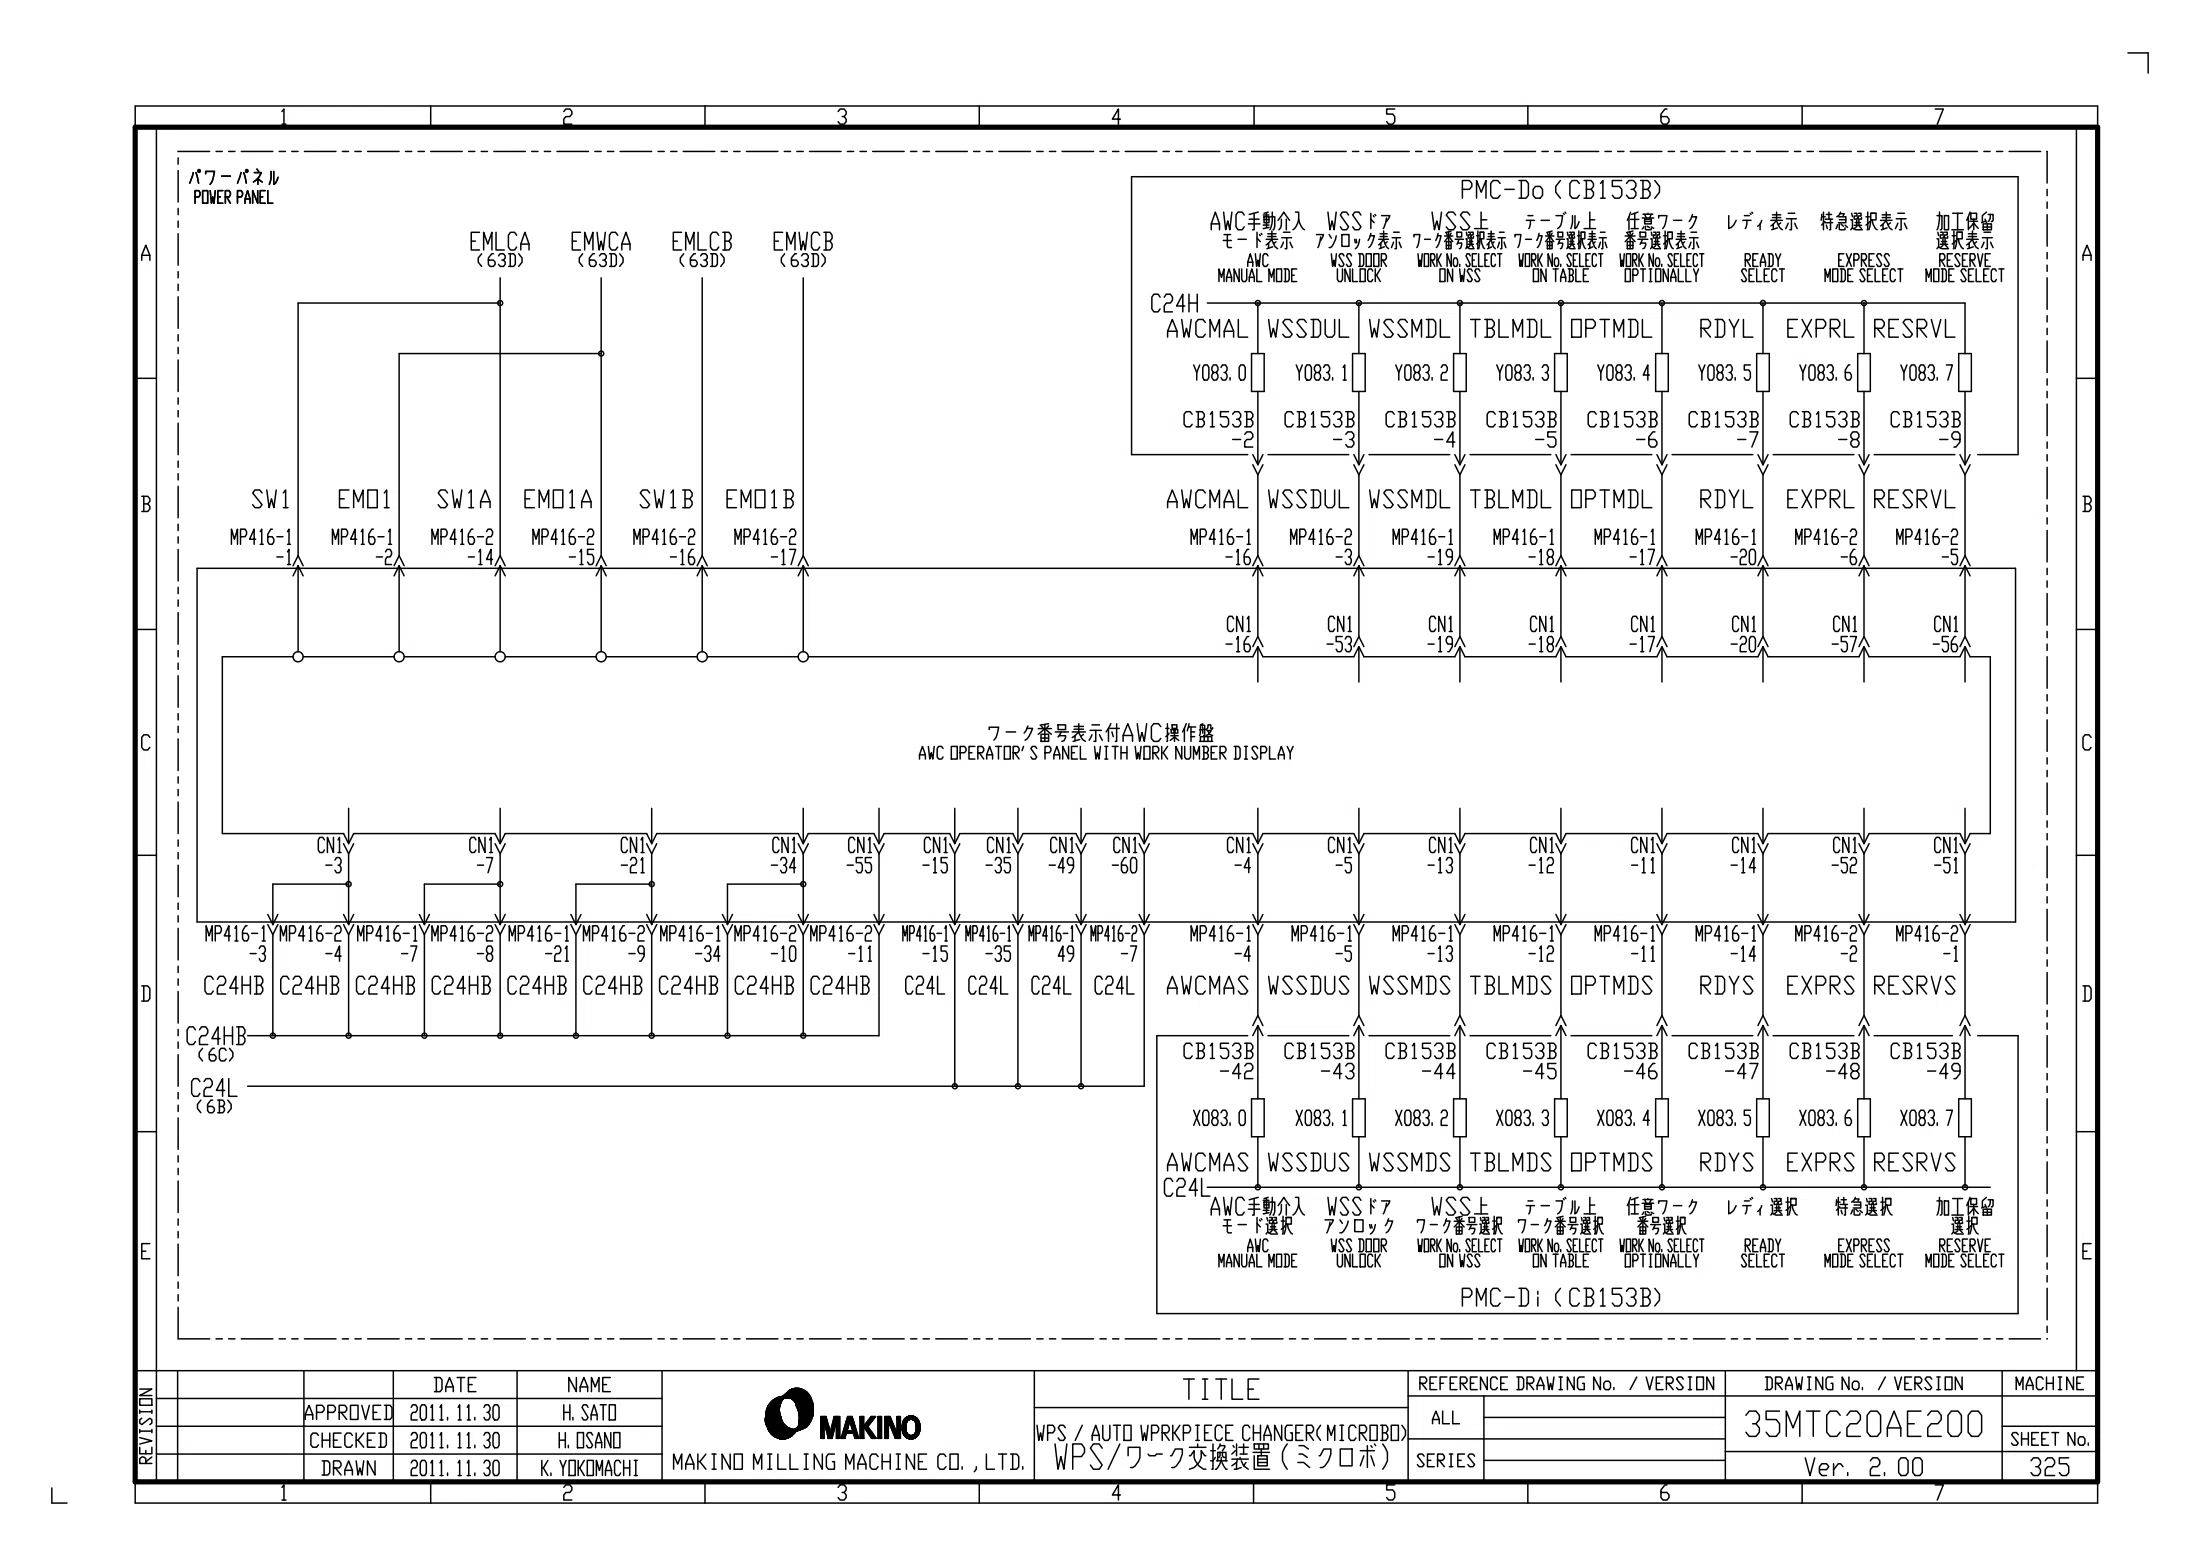 1 2 3 4 5 6 7
パワーパネル
POWER PANEL
PMC-Do (CB153B)
AWC手動介入 WSSドア WSS上 テーブル上 任意ワーク レディ表示 特急選択表示 加工保留
モード表示 アンロック表示 ワーク番号選択表示 ワーク番号選択表示 番号選択表示 選択表示
AWC WSS DOOR WORK No. SELECT WORK No. SELECT WORK No. SELECT READY EXPRESS RESERVE
MANUAL MODE UNLOCK ON WSS ON TABLE OPTIONALLY SELECT MODE SELECT MODE SELECT
A EMLCA EMWCA EMLCB EMWCB A
(63D) (63D) (63D) (63D)
C24H
AWCMAL WSSDUL WSSMDL TBLMDL OPTMDL RDYL EXPRL RESRVL
Y083.0 Y083.1 Y083.2 Y083.3 Y083.4 Y083.5 Y083.6 Y083.7
CB153B CB153B CB153B CB153B CB153B CB153B CB153B CB153B
-2 -3 -4 -5 -6 -7 -8 -9
B SW1 EMO1 SW1A EMO1A SW1B EMO1B AWCMAL WSSDUL WSSMDL TBLMDL OPTMDL RDYL EXPRL RESRVL B
MP416-1 MP416-1 MP416-2 MP416-2 MP416-2 MP416-2 MP416-1 MP416-2 MP416-1 MP416-1 MP416-1 MP416-1 MP416-2 MP416-2
-1 -2 -14 -15 -16 -17 -16 -3 -19 -18 -17 -20 -6 -5
CN1 CN1 CN1 CN1 CN1 CN1 CN1 CN1
-16 -53 -19 -18 -17 -20 -57 -56
C ワーク番号表示付AWC操作盤 C
AWC OPERATOR'S PANEL WITH WORK NUMBER DISPLAY
CN1 CN1 CN1 CN1 CN1 CN1 CN1 CN1 CN1 CN1 CN1 CN1 CN1 CN1 CN1 CN1 CN1
-3 -7 -21 -34 -55 -15 -35 -49 -60 -4 -5 -13 -12 -11 -14 -52 -51
MP416-1 MP416-2 MP416-1 MP416-2 MP416-1 MP416-2 MP416-1 MP416-2 MP416-2 MP416-1 MP416-1 MP416-1 MP416-2 MP416-1 MP416-1 MP416-1 MP416-1 MP416-1 MP416-1 MP416-2 MP416-2
-3 -4 -7 -8 -21 -9 -34 -10 -11 -15 -35 49 -7 -4 -5 -13 -12 -11 -14 -2 -1
D C24HB C24HB C24HB C24HB C24HB C24HB C24HB C24HB C24HB C24L C24L C24L C24L AWCMAS WSSDUS WSSMDS TBLMDS OPTMDS RDYS EXPRS RESRVS D
C24HB
(6C)
C24L
(6B)
CB153B CB153B CB153B CB153B CB153B CB153B CB153B CB153B
-42 -43 -44 -45 -46 -47 -48 -49
X083.0 X083.1 X083.2 X083.3 X083.4 X083.5 X083.6 X083.7
AWCMAS WSSDUS WSSMDS TBLMDS OPTMDS RDYS EXPRS RESRVS
C24L
AWC手動介入 WSSドア WSS上 テーブル上 任意ワーク レディ選択 特急選択 加工保留
モード選択 アンロック ワーク番号選択 ワーク番号選択 番号選択 選択
E AWC WSS DOOR WORK No. SELECT WORK No. SELECT WORK No. SELECT READY EXPRESS RESERVE E
MANUAL MODE UNLOCK ON WSS ON TABLE OPTIONALLY SELECT MODE SELECT MODE SELECT
PMC-Di (CB153B)
REVISION
DATE NAME
APPROVED 2011.11.30 H. SATO
CHECKED 2011.11.30 H. OSANO
DRAWN 2011.11.30 K. YOKOMACHI
MAKINO
MAKINO MILLING MACHINE CO.,LTD.
TITLE
WPS / AUTO WPRKPIECE CHANGER(MICROBO)
WPS/ワーク交換装置(ミクロボ)
REFERENCE DRAWING No. / VERSION
ALL
SERIES
DRAWING No. / VERSION
35MTC20AE200
Ver. 2.00
MACHINE
SHEET No.
325
1 2 3 4 5 6 7